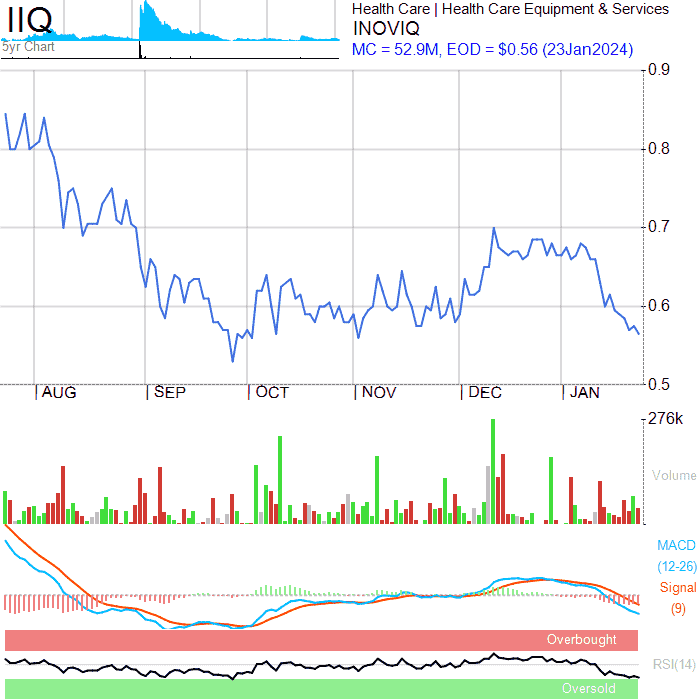 IIQ
5yr Chart
Health Care | Health Care Equipment & Services
INOVIQ
MC = 52.9M, EOD = $0.56 (23Jan2024)
0.9
0.8
0.7
0.6
0.5
AUG
SEP
OCT
NOV
DEC
JAN
276k
Volume
MACD
(12-26)
Signal
(9)
Overbought
RSI(14)
Oversold